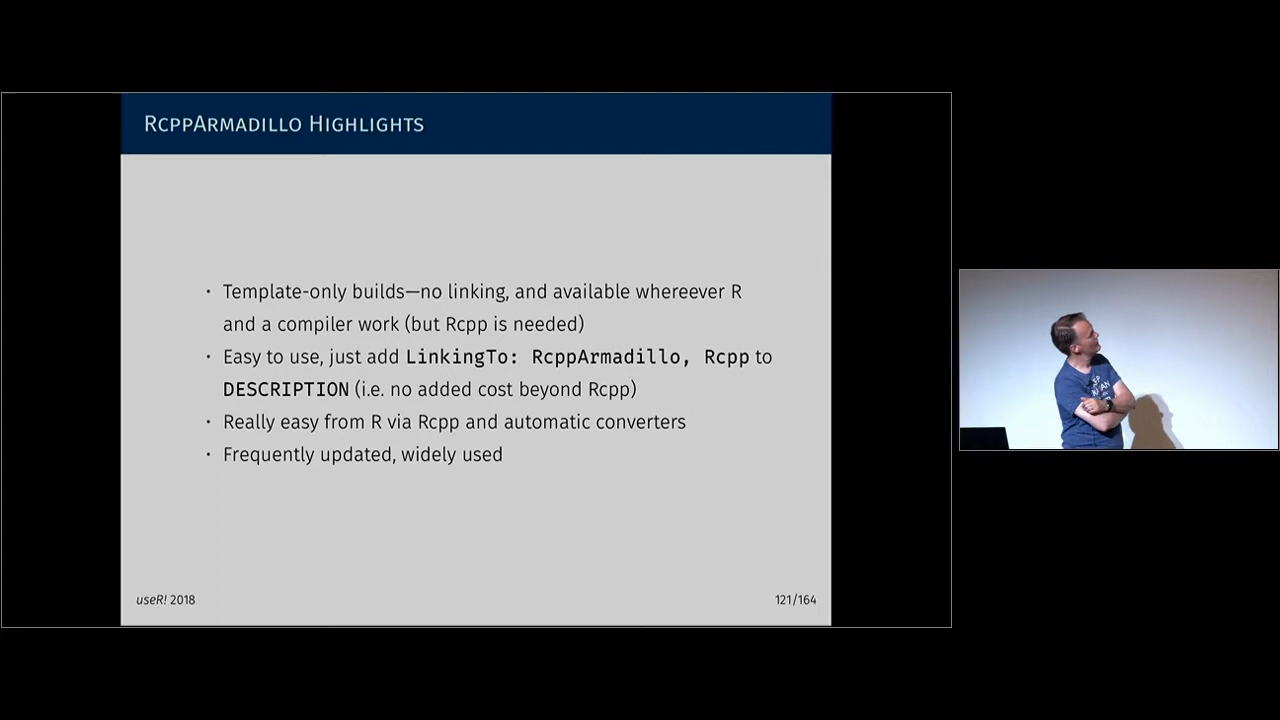 RcppArmadillo Highlights
· Template-only builds—no linking, and available whereever R
and a compiler work (but Rcpp is needed)
· Easy to use, just add LinkingTo: RcppArmadillo, Rcpp to
DESCRIPTION (i.e. no added cost beyond Rcpp)
· Really easy from R via Rcpp and automatic converters
· Frequently updated, widely used
useR! 2018
121/164